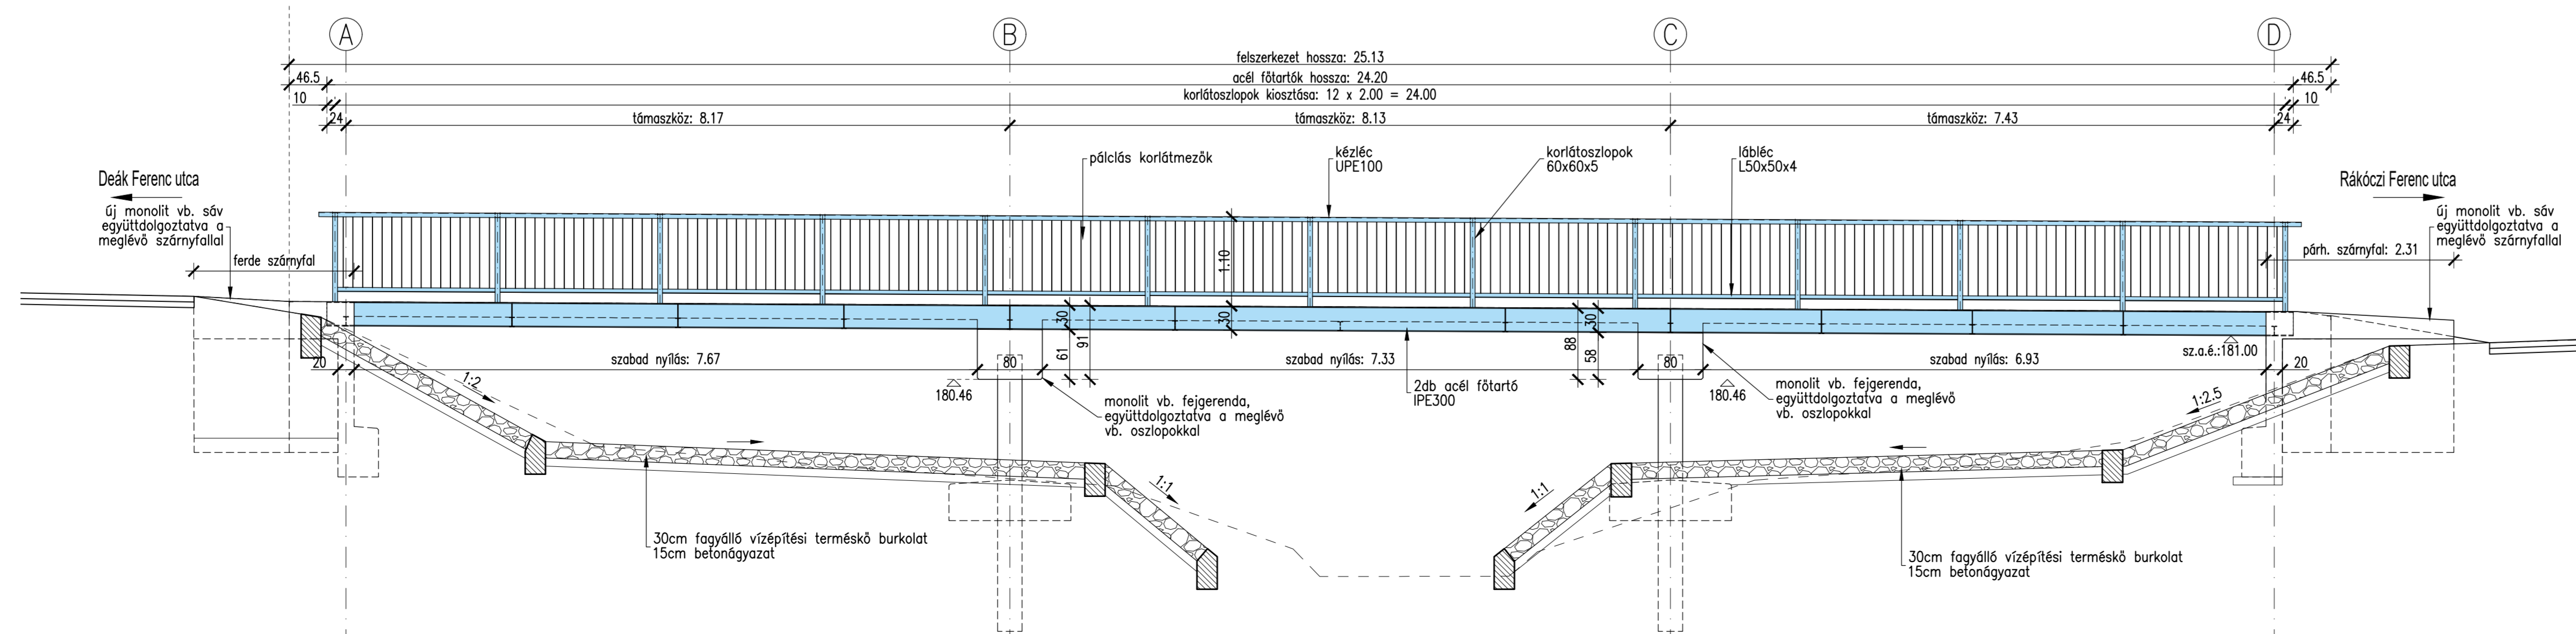 A
B
C
D
felszerkezet hossza: 25.13
46.5
acél főtartók hossza: 24.20
46.5
10
korlátoszlopok kiosztása: 12 x 2.00 = 24.00
10
24
támaszköz: 8.17
támaszköz: 8.13
támaszköz: 7.43
24
pálclás korlátmezők
kézléc
UPE100
korlátoszlopok
60x60x5
lábléc
L50x50x4
Deák Ferenc utca
új monolit vb. sáv
együttdolgoztatva a
meglévő szárnyfallal
ferde szárnyfal
Rákóczi Ferenc utca
új monolit vb. sáv
együttdolgoztatva a
meglévő szárnyfallal
párh. szárnyfal: 2.31
1.10
30
30
30
61
91
88
58
20
szabad nyílás: 7.67
80
szabad nyílás: 7.33
80
szabad nyílás: 6.93
20
sz.a.é.:181.00
1:2
180.46
monolit vb. fejgerenda,
együttdolgoztatva a meglévő
vb. oszlopokkal
2db acél főtartó
IPE300
180.46
monolit vb. fejgerenda,
együttdolgoztatva a meglévő
vb. oszlopokkal
1:2.5
1:1
1:1
30cm fagyálló vízépítési terméskő burkolat
15cm betonágyazat
30cm fagyálló vízépítési terméskő burkolat
15cm betonágyazat